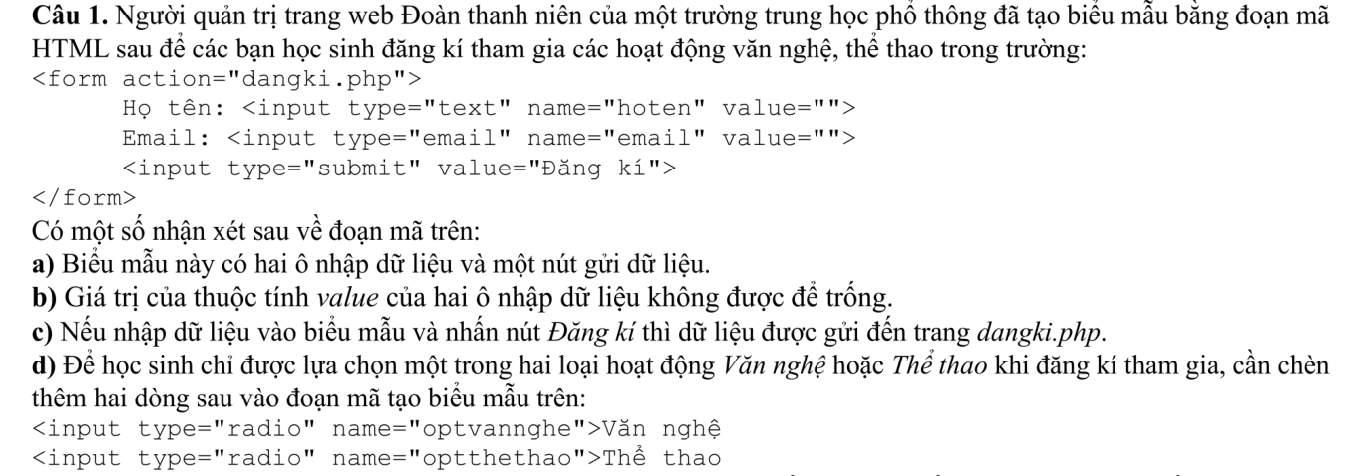 Câu 1. Người quản trị trang web Đoàn thanh niên của một trường trung học phổ thông đã tạo biểu mẫu bằng đoạn mã
HTML sau để các bạn học sinh đăng kí tham gia các hoạt động văn nghệ, thể thao trong trường:
<form action="dangki.php">
Họ tên: <input type="text" name="hoten" value="">
Email: <input type="email" name="email" value="">
<input type="submit" value="Đăng kí">
</form>
Có một số nhận xét sau về đoạn mã trên:
a) Biểu mẫu này có hai ô nhập dữ liệu và một nút gửi dữ liệu.
b) Giá trị của thuộc tính value của hai ô nhập dữ liệu không được để trống.
c) Nếu nhập dữ liệu vào biểu mẫu và nhấn nút Đăng kí thì dữ liệu được gửi đến trang dangki.php.
d) Để học sinh chỉ được lựa chọn một trong hai loại hoạt động Văn nghệ hoặc Thể thao khi đăng kí tham gia, cần chèn
thêm hai dòng sau vào đoạn mã tạo biểu mẫu trên:
<input type="radio" name="optvannghe">Văn nghệ
<input type="radio" name="optthethao">Thể thao